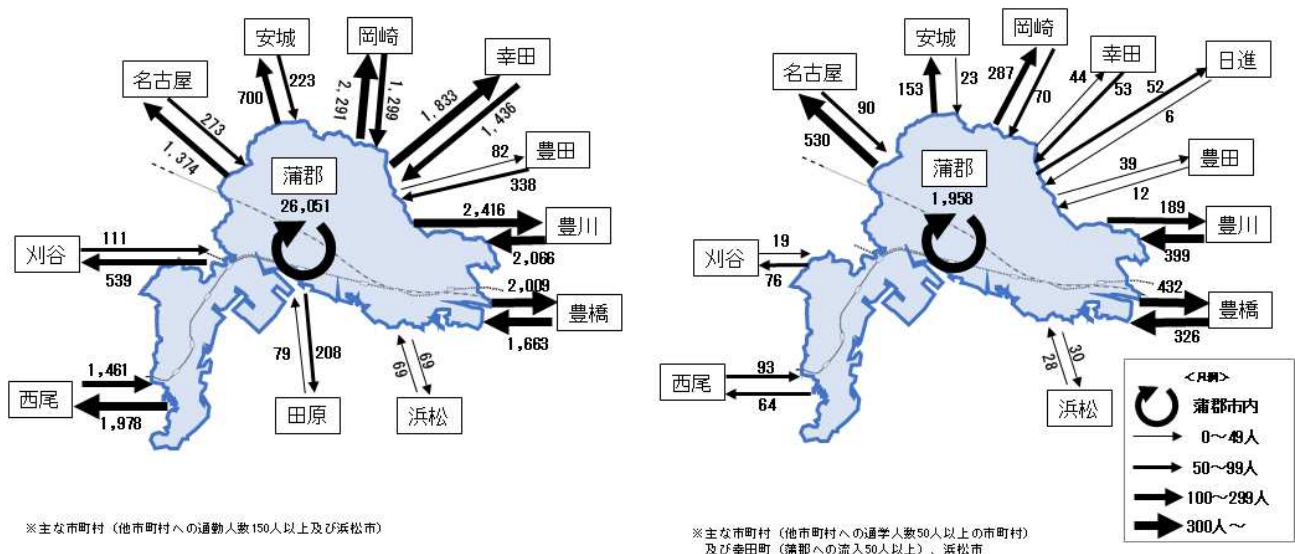 安城
223
700
岡崎
2,291
1,299
幸田
1,833
1,436
名古屋
273
1,374
豊田
82
338
蒲郡
26,051
2,416
豊川
2,066
刈谷
111
539
2,009
豊橋
1,663
79
208
田原
69
69
浜松
西尾
1,461
1,978
※主な市町村（他市町村への通勤人数150人以上及び浜松市）
安城
153
23
岡崎
287
70
幸田
44
53
日進
52
6
名古屋
90
530
豊田
39
12
蒲郡
1,958
189
豊川
399
刈谷
19
76
432
豊橋
326
30
28
浜松
西尾
93
64
<凡例>
蒲郡市内
0～49人
50～99人
100～299人
300人～
※主な市町村（他市町村への通学人数50人以上の市町村）
及び幸田町（蒲郡への流入50人以上）、浜松市